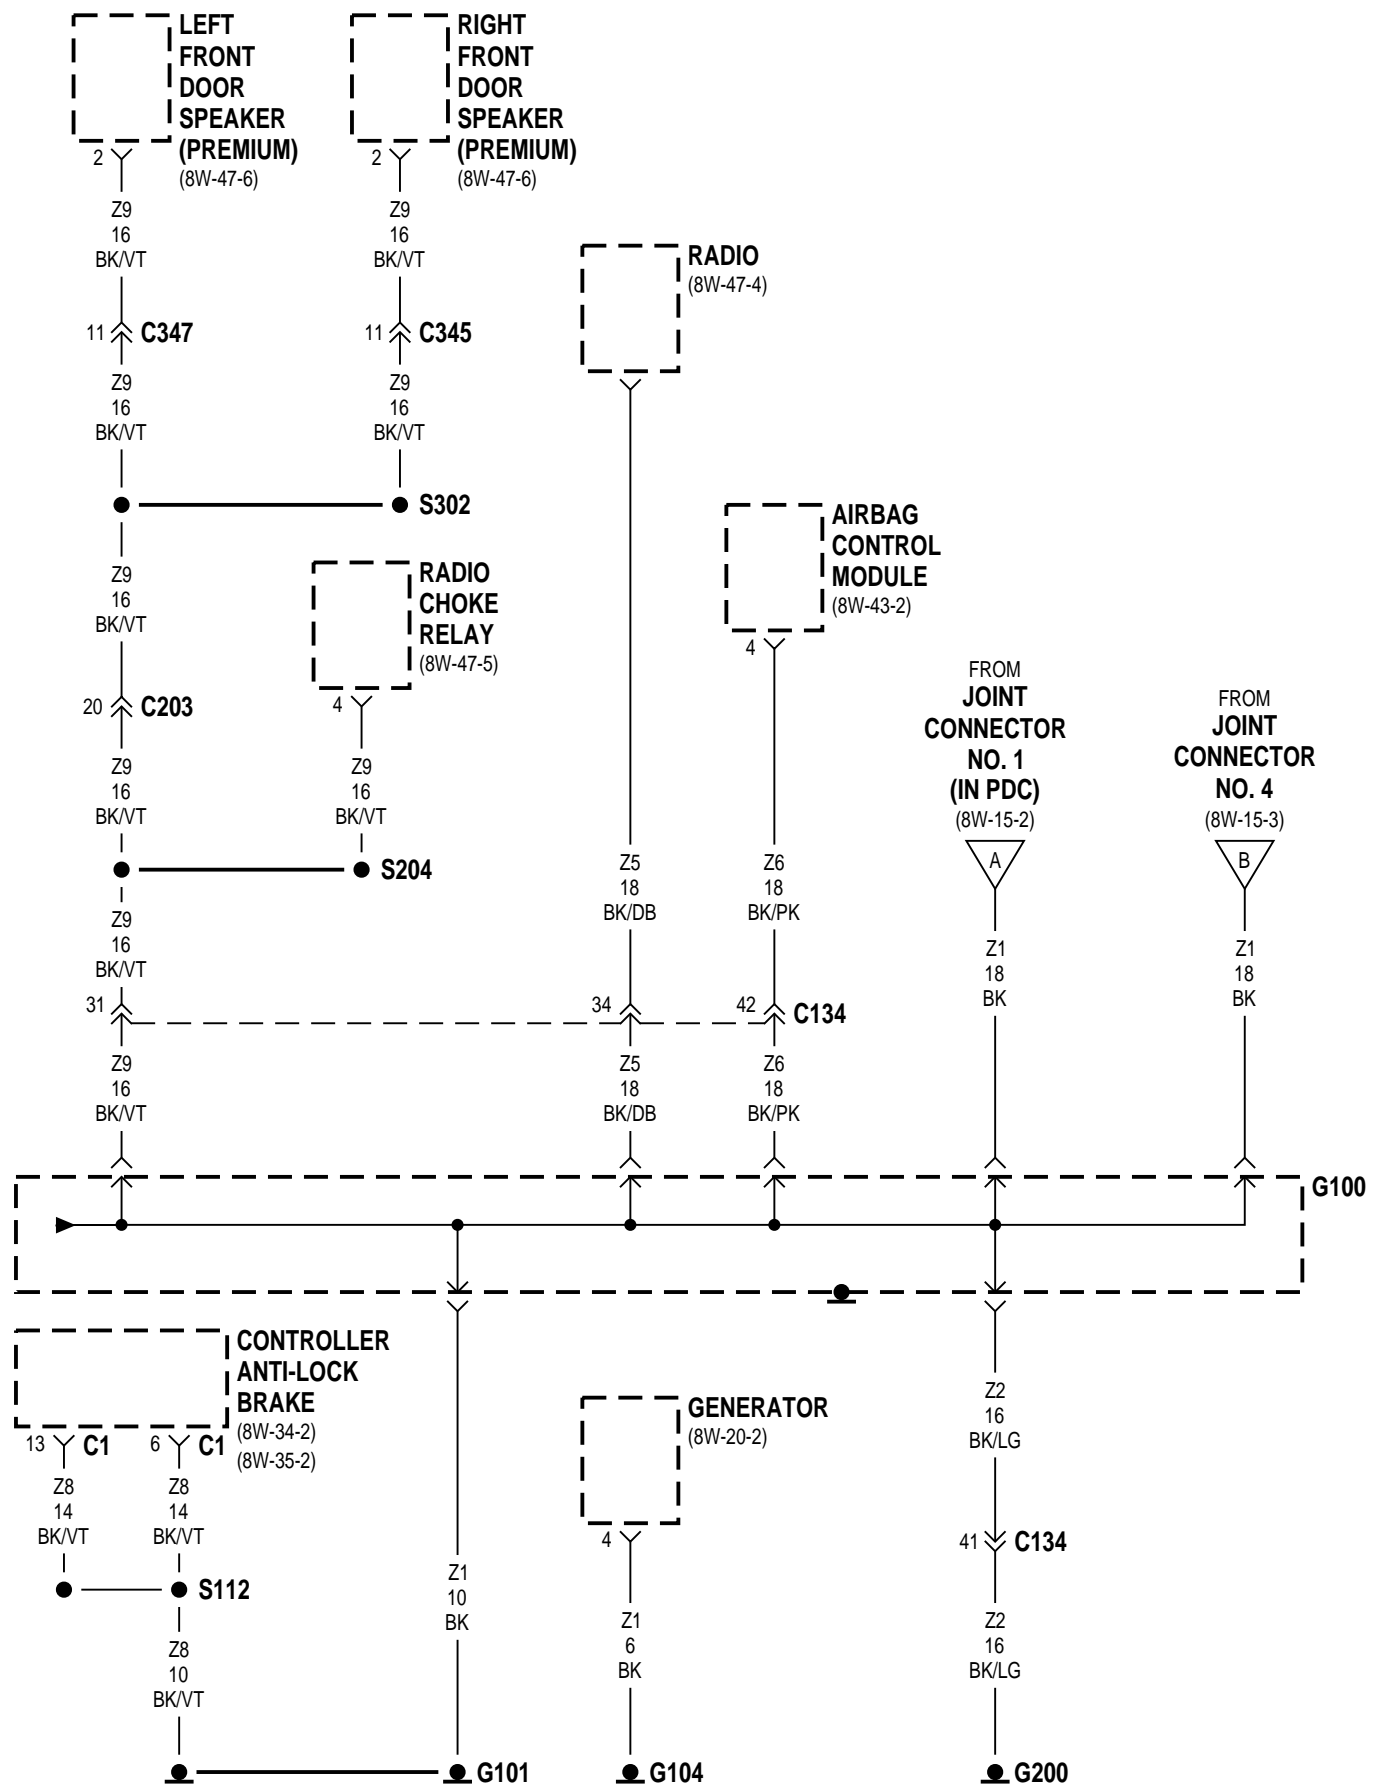 LEFT
FRONT
DOOR
SPEAKER
(PREMIUM)
(8W-47-6)
2
Z9
16
BK/VT
11
C347
Z9
16
BK/VT
RIGHT
FRONT
DOOR
SPEAKER
(PREMIUM)
(8W-47-6)
2
Z9
16
BK/VT
11
C345
Z9
16
BK/VT
S302
Z9
16
BK/VT
20
C203
Z9
16
BK/VT
RADIO
CHOKE
RELAY
(8W-47-5)
4
Z9
16
BK/VT
S204
Z9
16
BK/VT
31
Z9
16
BK/VT
RADIO
(8W-47-4)
Z5
18
BK/DB
34
Z5
18
BK/DB
AIRBAG
CONTROL
MODULE
(8W-43-2)
4
Z6
18
BK/PK
42
C134
Z6
18
BK/PK
FROM
JOINT
CONNECTOR
NO. 1
(IN PDC)
(8W-15-2)
A
Z1
18
BK
FROM
JOINT
CONNECTOR
NO. 4
(8W-15-3)
B
Z1
18
BK
G100
CONTROLLER
ANTI-LOCK
BRAKE
(8W-34-2)
(8W-35-2)
13
C1
Z8
14
BK/VT
6
C1
Z8
14
BK/VT
S112
Z8
10
BK/VT
Z1
10
BK
G101
GENERATOR
(8W-20-2)
4
Z1
6
BK
G104
Z2
16
BK/LG
41
C134
Z2
16
BK/LG
G200